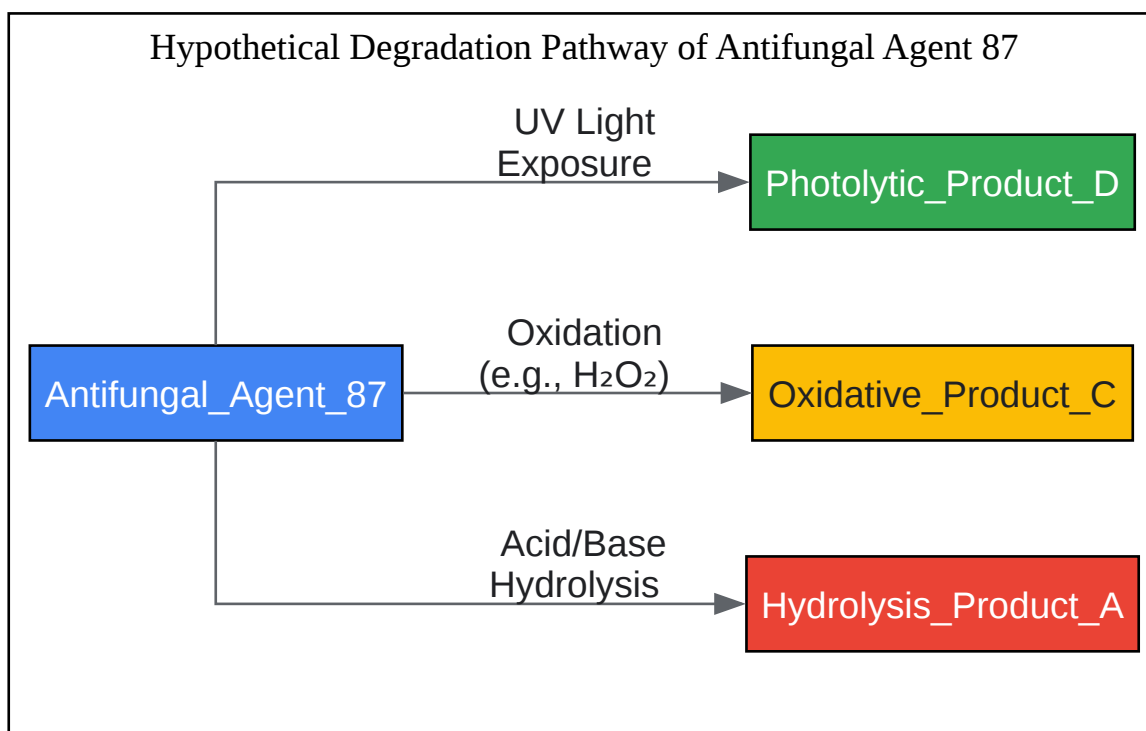 Hypothetical Degradation Pathway of Antifungal Agent 87
UV Light
Exposure
Photolytic_Product_D
Oxidation
(e.g., H₂O₂)
Antifungal_Agent_87
Oxidative_Product_C
Acid/Base
Hydrolysis
Hydrolysis_Product_A